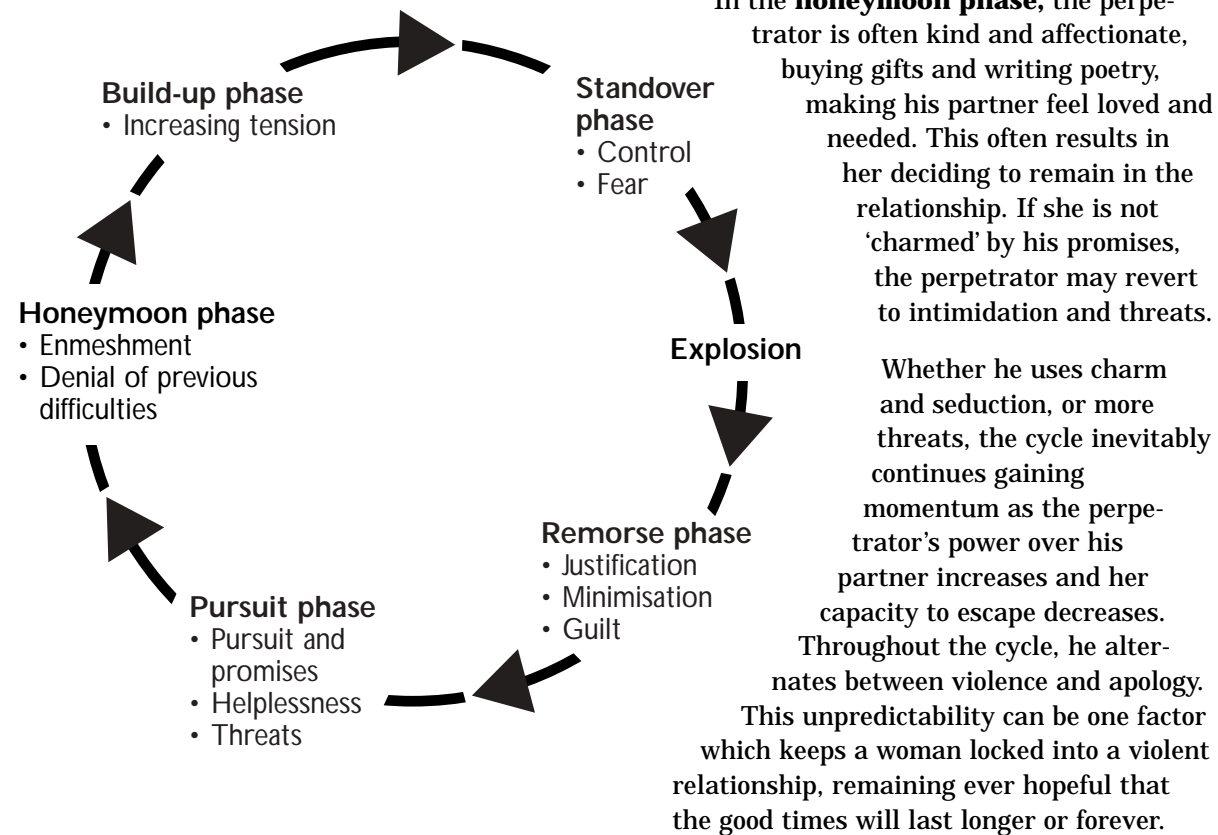 Build-up phase
• Increasing tension
Standover
phase
• Control
• Fear
Explosion
Remorse phase
• Justification
• Minimisation
• Guilt
Pursuit phase
• Pursuit and
promises
• Helplessness
• Threats
Honeymoon phase
• Enmeshment
• Denial of previous
difficulties
In the honeymoon phase, the perpe-
trator is often kind and affectionate,
buying gifts and writing poetry,
making his partner feel loved and
needed. This often results in
her deciding to remain in the
relationship. If she is not
‘charmed’ by his promises,
the perpetrator may revert
to intimidation and threats.
Whether he uses charm
and seduction, or more
threats, the cycle inevitably
continues gaining
momentum as the perpe-
trator’s power over his
partner increases and her
capacity to escape decreases.
Throughout the cycle, he alter-
nates between violence and apology.
This unpredictability can be one factor
which keeps a woman locked into a violent
relationship, remaining ever hopeful that
the good times will last longer or forever.